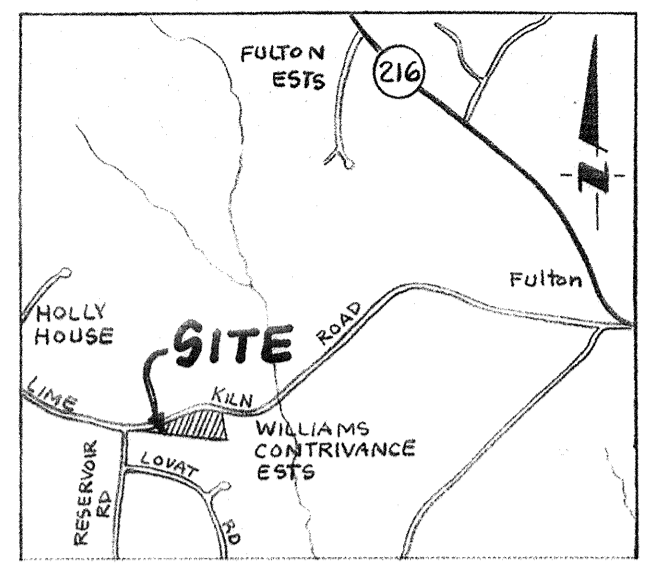 FULTON
ESTS
216
N
Fulton
HOLLY
HOUSE
SITE
LIME KILN ROAD
WILLIAMS
CONTRIVANCE
ESTS
RESERVOIR
RD
LOVAT RD